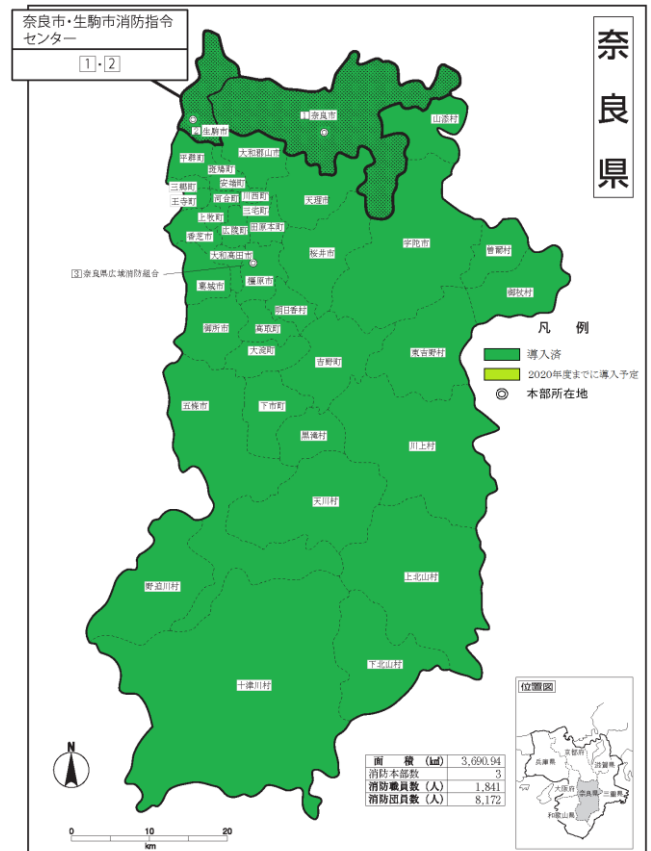 奈良市・生駒市消防指令
センター
1・2
奈良県
1奈良市
2生駒市
山添村
平群町
大和郡山市
斑鳩町
安堵町
三郷町
王寺町
河合町
川西町
三宅町
天理市
上牧町
広陵町
田原本町
香芝市
桜井市
宇陀市
曽爾村
御杖村
大和高田市
3奈良県広域消防組合
葛城市
橿原市
明日香村
御所市
高取町
大淀町
吉野町
東吉野村
凡例
導入済
2020年度までに導入予定
本部所在地
五條市
下市町
黒滝村
川上村
天川村
野迫川村
上北山村
十津川村
下北山村
N
0 10 20
km
面積(㎢) 3,690.94
消防本部数 3
消防職員数(人) 1,841
消防団員数(人) 8,172
位置図
京都府
兵庫県
滋賀県
大阪府
奈良県
三重県
和歌山県